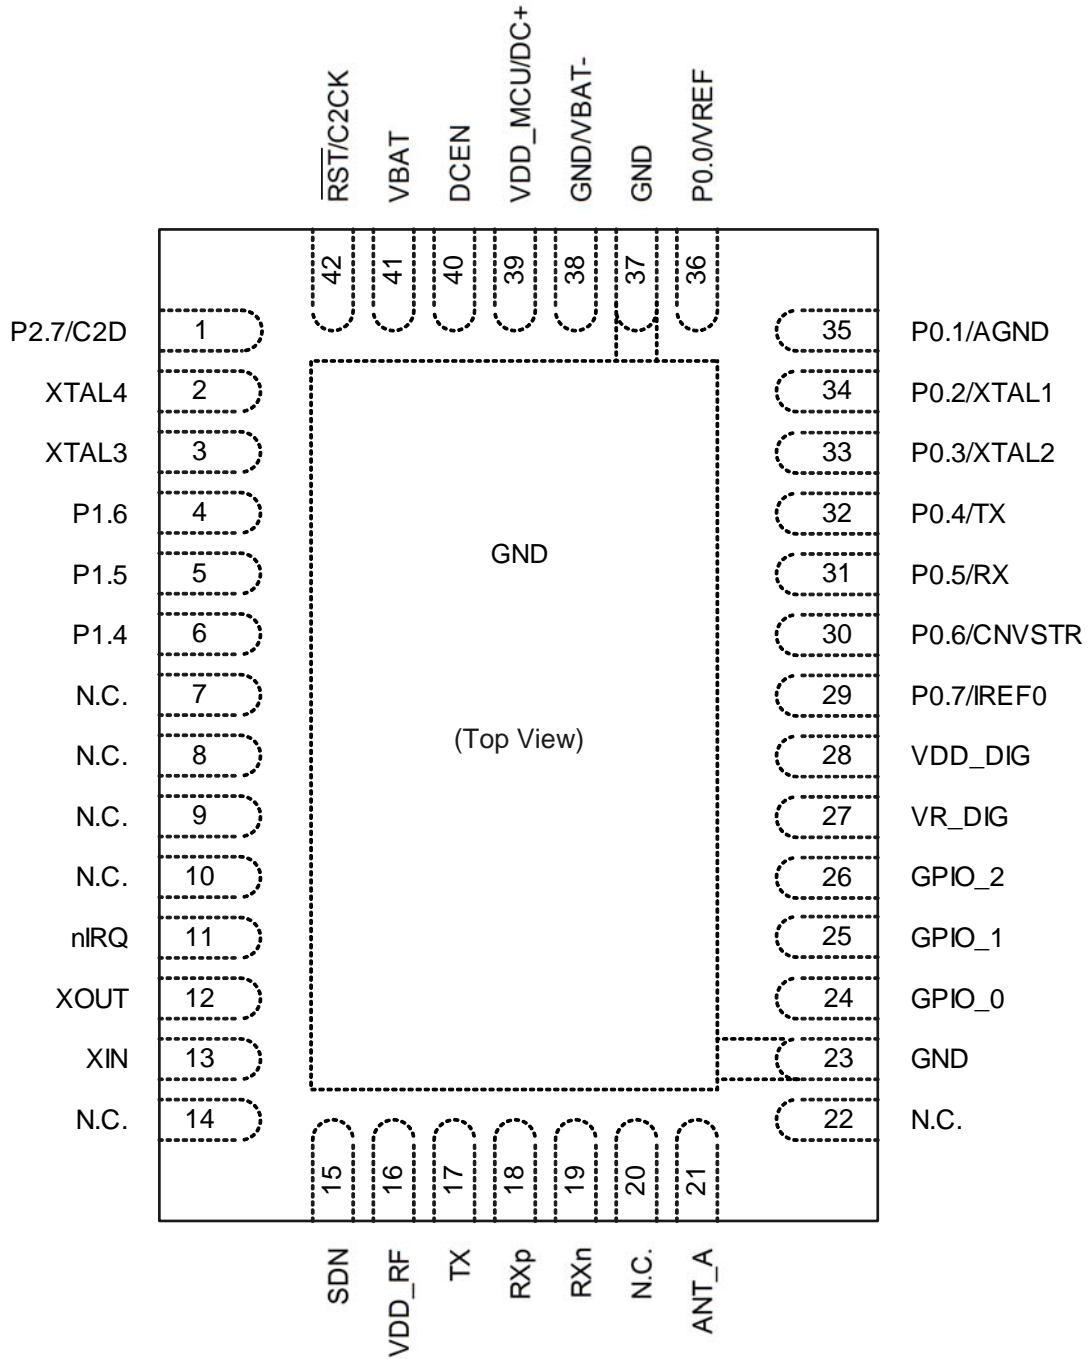 RST/C2CK
VBAT
DCEN
VDD_MCU/DC+
GND/VBAT-
GND
P0.0/VREF
42
41
40
39
38
37
36
P2.7/C2D 1
XTAL4 2
XTAL3 3
P1.6 4
P1.5 5
P1.4 6
N.C. 7
N.C. 8
N.C. 9
N.C. 10
nIRQ 11
XOUT 12
XIN 13
N.C. 14
GND
(Top View)
35 P0.1/AGND
34 P0.2/XTAL1
33 P0.3/XTAL2
32 P0.4/TX
31 P0.5/RX
30 P0.6/CNVSTR
29 P0.7/IREF0
28 VDD_DIG
27 VR_DIG
26 GPIO_2
25 GPIO_1
24 GPIO_0
23 GND
22 N.C.
15
16
17
18
19
20
21
SDN
VDD_RF
TX
RXp
RXn
N.C.
ANT_A